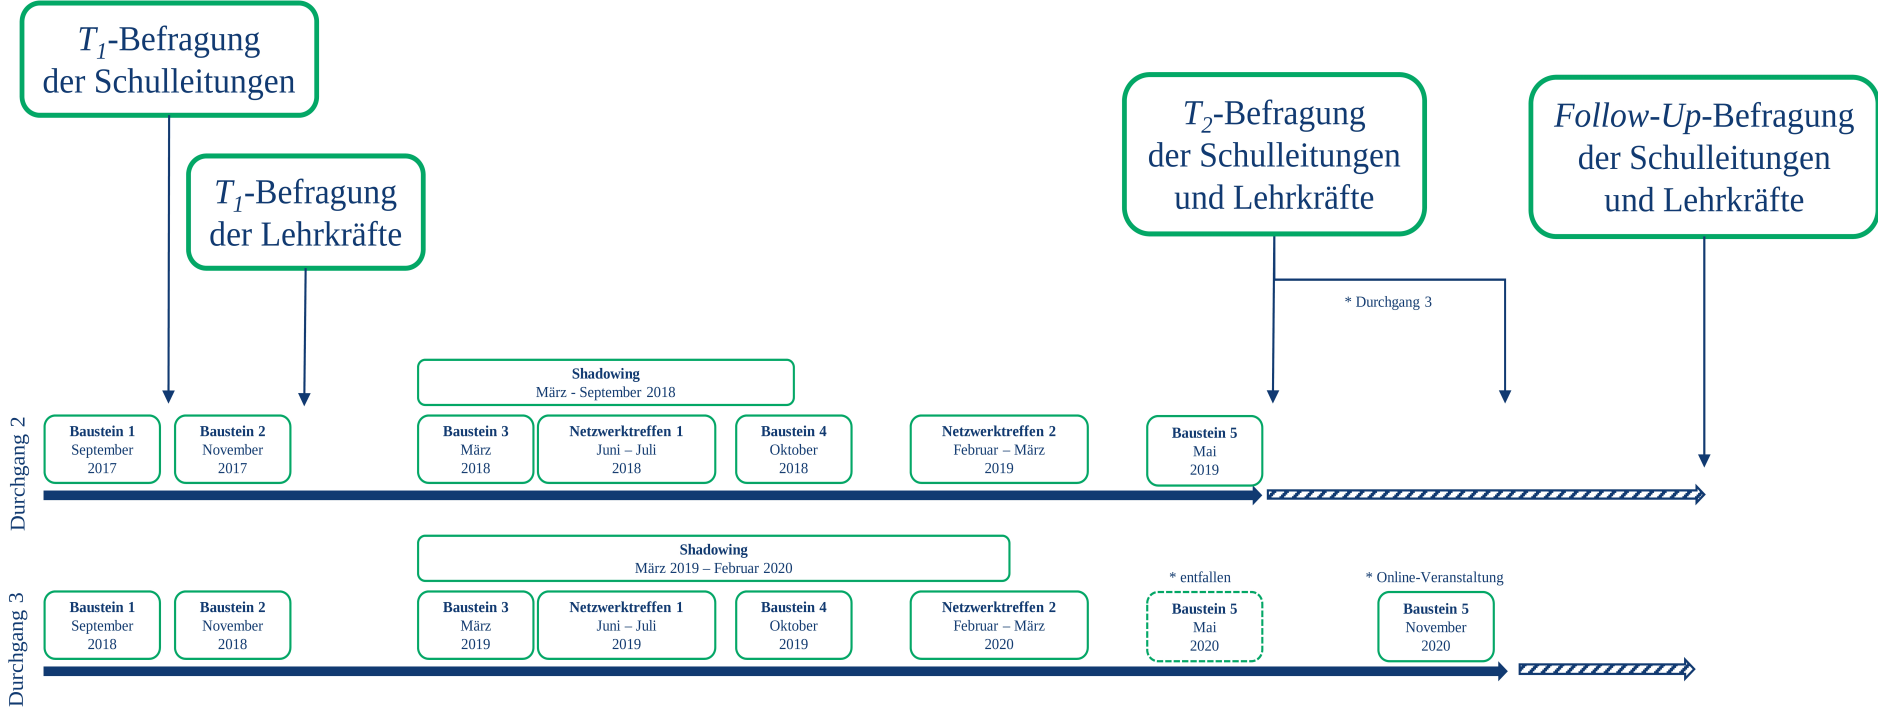 T1-Befragung
der Schulleitungen
T1-Befragung
der Lehrkräfte
T2-Befragung
der Schulleitungen
und Lehrkräfte
Follow-Up-Befragung
der Schulleitungen
und Lehrkräfte
* Durchgang 3
Durchgang 2
Shadowing
März - September 2018
Baustein 1
September
2017
Baustein 2
November
2017
Baustein 3
März
2018
Netzwerktreffen 1
Juni – Juli
2018
Baustein 4
Oktober
2018
Netzwerktreffen 2
Februar – März
2019
Baustein 5
Mai
2019
Durchgang 3
Shadowing
März 2019 – Februar 2020
Baustein 1
September
2018
Baustein 2
November
2018
Baustein 3
März
2019
Netzwerktreffen 1
Juni – Juli
2019
Baustein 4
Oktober
2019
Netzwerktreffen 2
Februar – März
2020
* entfallen
Baustein 5
Mai
2020
* Online-Veranstaltung
Baustein 5
November
2020